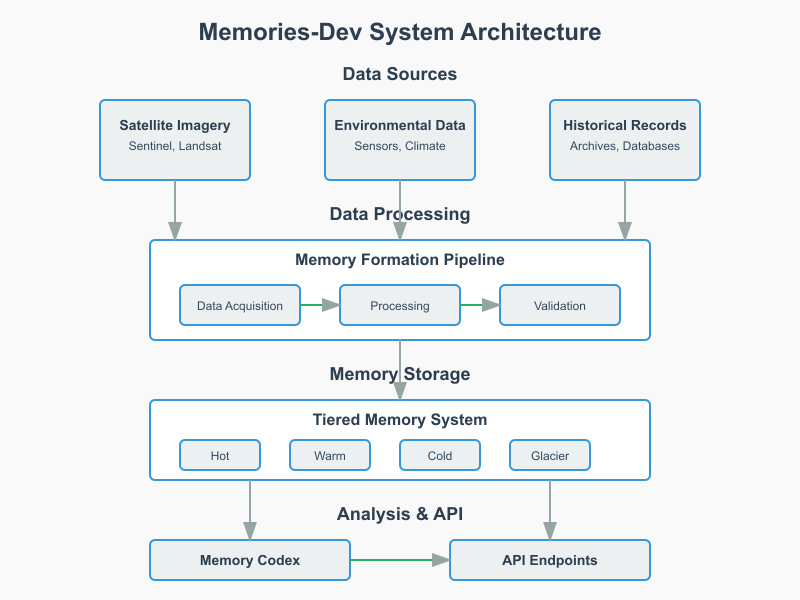 Memories-Dev System Architecture
Data Sources
Satellite Imagery
Sentinel, Landsat
Environmental Data
Sensors, Climate
Historical Records
Archives, Databases
Data Processing
Memory Formation Pipeline
Data Acquisition
Processing
Validation
Memory Storage
Tiered Memory System
Hot
Warm
Cold
Glacier
Analysis & API
Memory Codex
API Endpoints